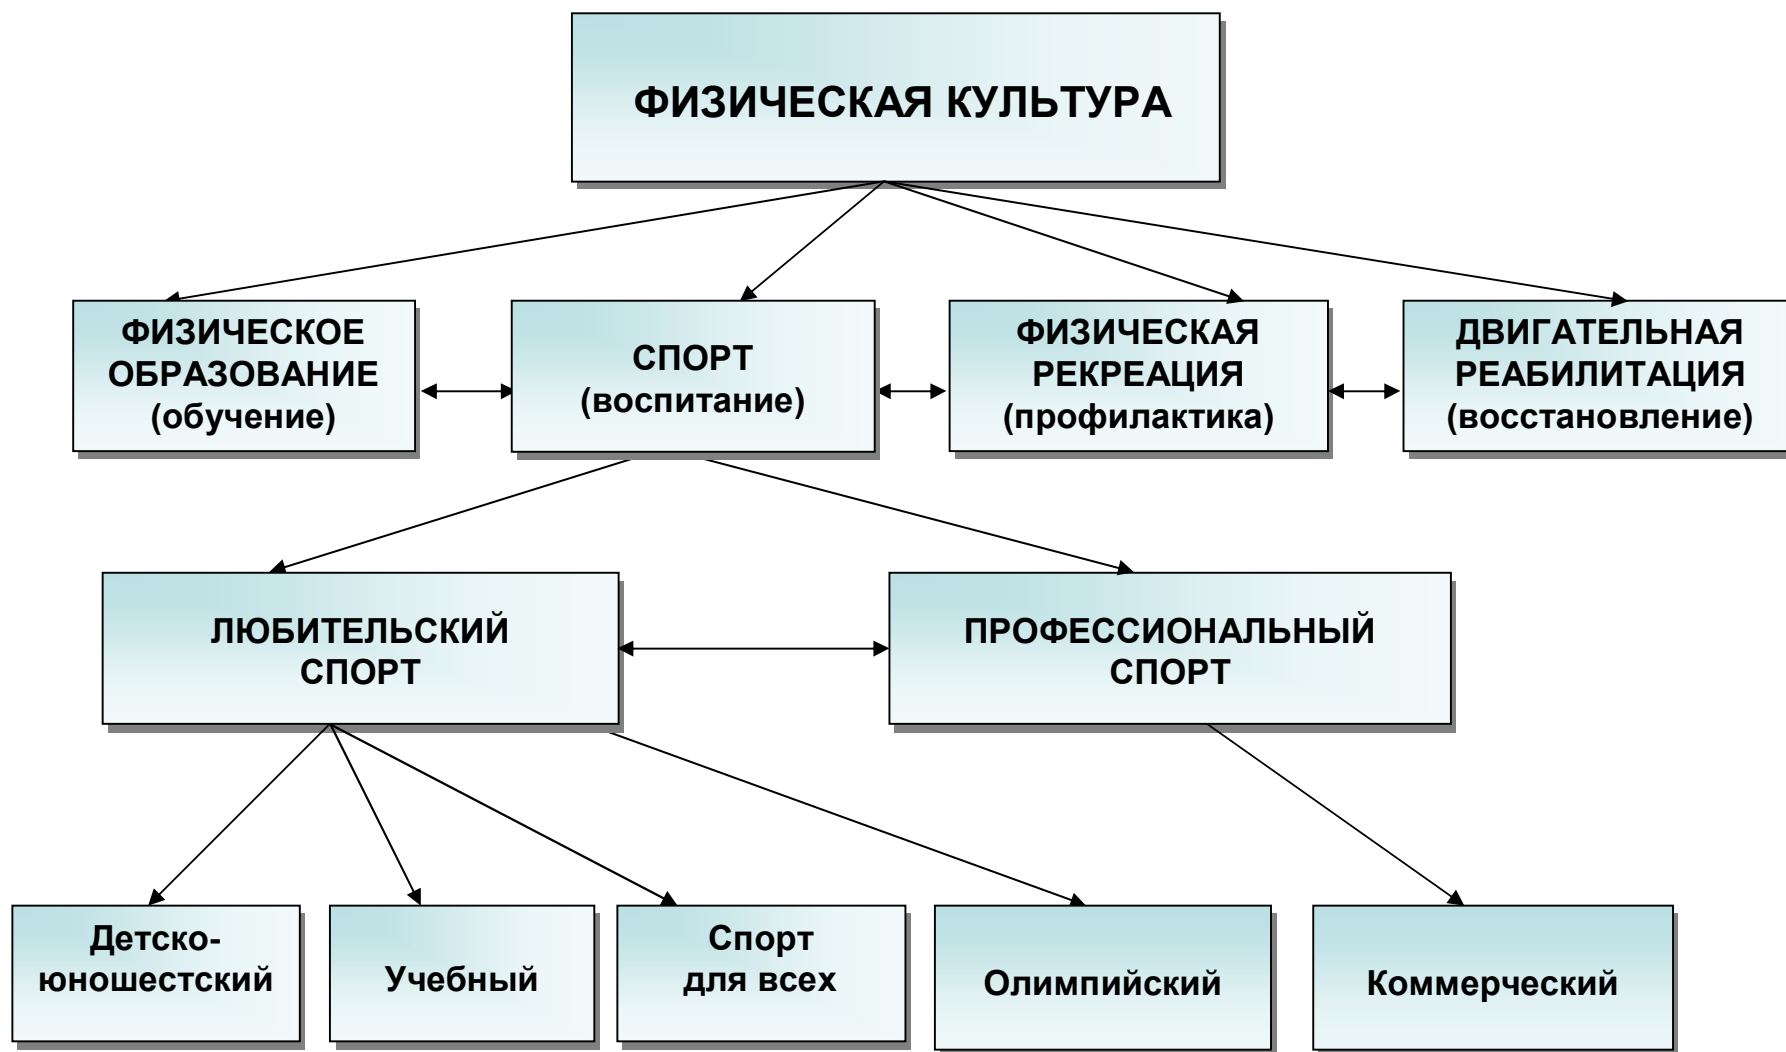 ФИЗИЧЕСКАЯ КУЛЬТУРА
ФИЗИЧЕСКОЕ
ОБРАЗОВАНИЕ
(обучение)
СПОРТ
(воспитание)
ФИЗИЧЕСКАЯ
РЕКРЕАЦИЯ
(профилактика)
ДВИГАТЕЛЬНАЯ
РЕАБИЛИТАЦИЯ
(восстановление)
ЛЮБИТЕЛЬСКИЙ
СПОРТ
ПРОФЕССИОНАЛЬНЫЙ
СПОРТ
Детско-
юношестский
Учебный
Спорт
для всех
Олимпийский
Коммерческий